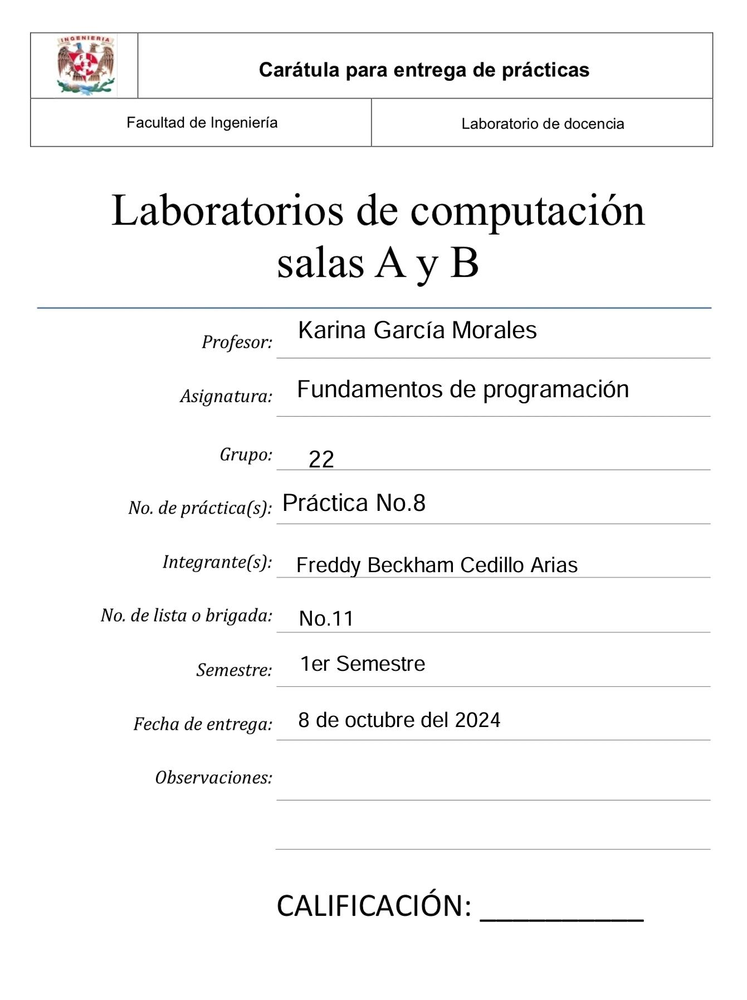 INGENIERIA
F I
Carátula para entrega de prácticas
Facultad de Ingeniería
Laboratorio de docencia
Laboratorios de computación
salas A y B
Profesor: Karina García Morales
Asignatura: Fundamentos de programación
Grupo: 22
No. de práctica(s): Práctica No.8
Integrante(s): Freddy Beckham Cedillo Arias
No. de lista o brigada: No.11
Semestre: 1er Semestre
Fecha de entrega: 8 de octubre del 2024
Observaciones:
CALIFICACIÓN: __________